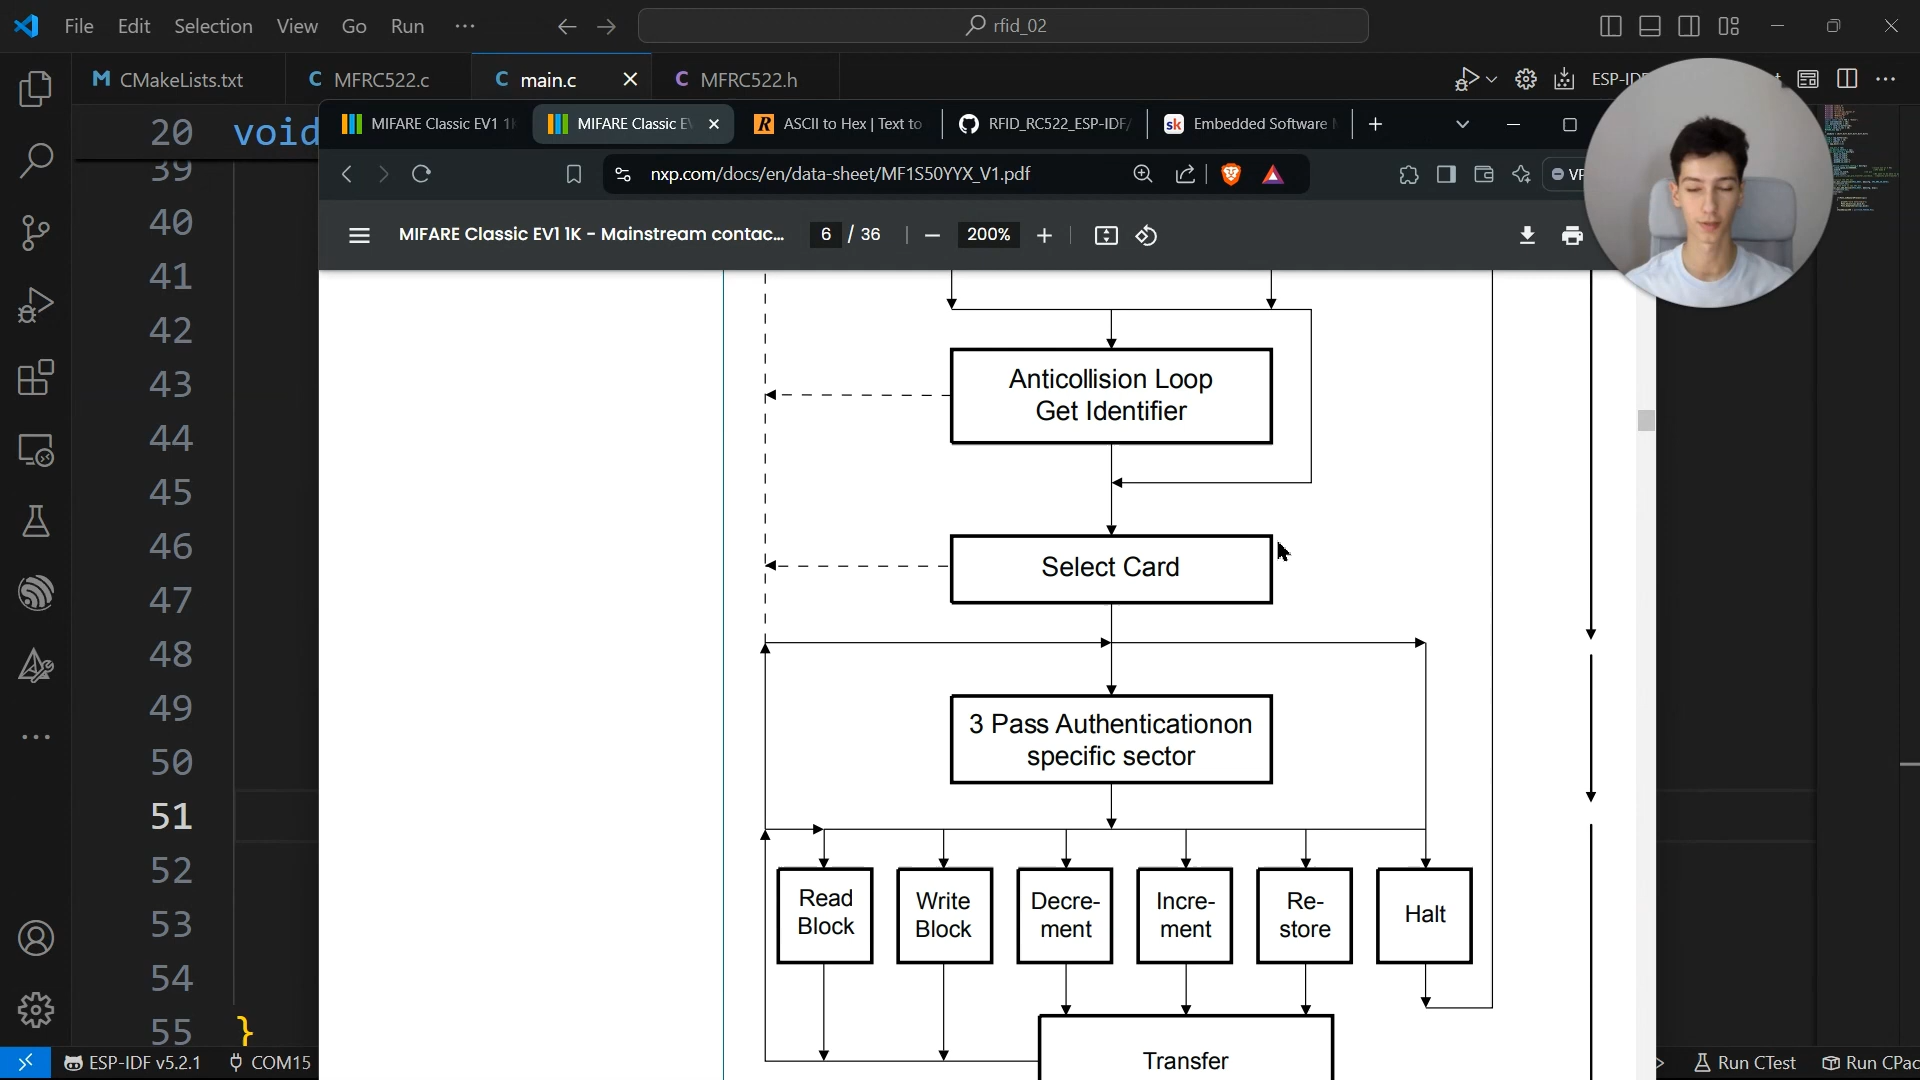 File Edit Selection View Go Run ···
rfid_02
CMakeLists.txt
MFRC522.c
main.c
MFRC522.h
MIFARE Classic EV1 1
MIFARE Classic E
ASCII to Hex | Text to
RFID_RC522_ESP-IDF/
Embedded Software
nxp.com/docs/en/data-sheet/MF1S50YYX_V1.pdf
MIFARE Classic EV1 1K - Mainstream contac...
6 / 36
200%
20 void
39
40
41
42
43
44
45
46
47
48
49
50
51
52
53
54
55 }
Anticollision Loop
Get Identifier
Select Card
3 Pass Authenticationon
specific sector
Read
Block
Write
Block
Decre-
ment
Incre-
ment
Re-
store
Halt
Transfer
ESP-IDF v5.2.1
COM15
Run CTest
Run CPac